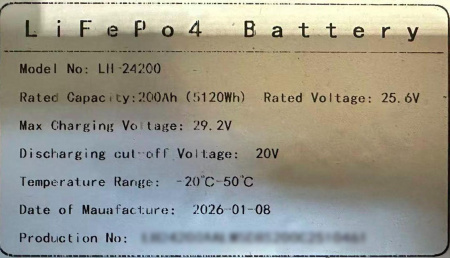 LiFePo4 Battery
Model No: LH-24200
Rated Capacity:200Ah (5120Wh) Rated Voltage: 25.6V
Max Charging Voltage: 29.2V
Discharging cut-off Voltage: 20V
Temperature Range: -20℃-50℃
Date of Mauafacture: 2026-01-08
Production No: